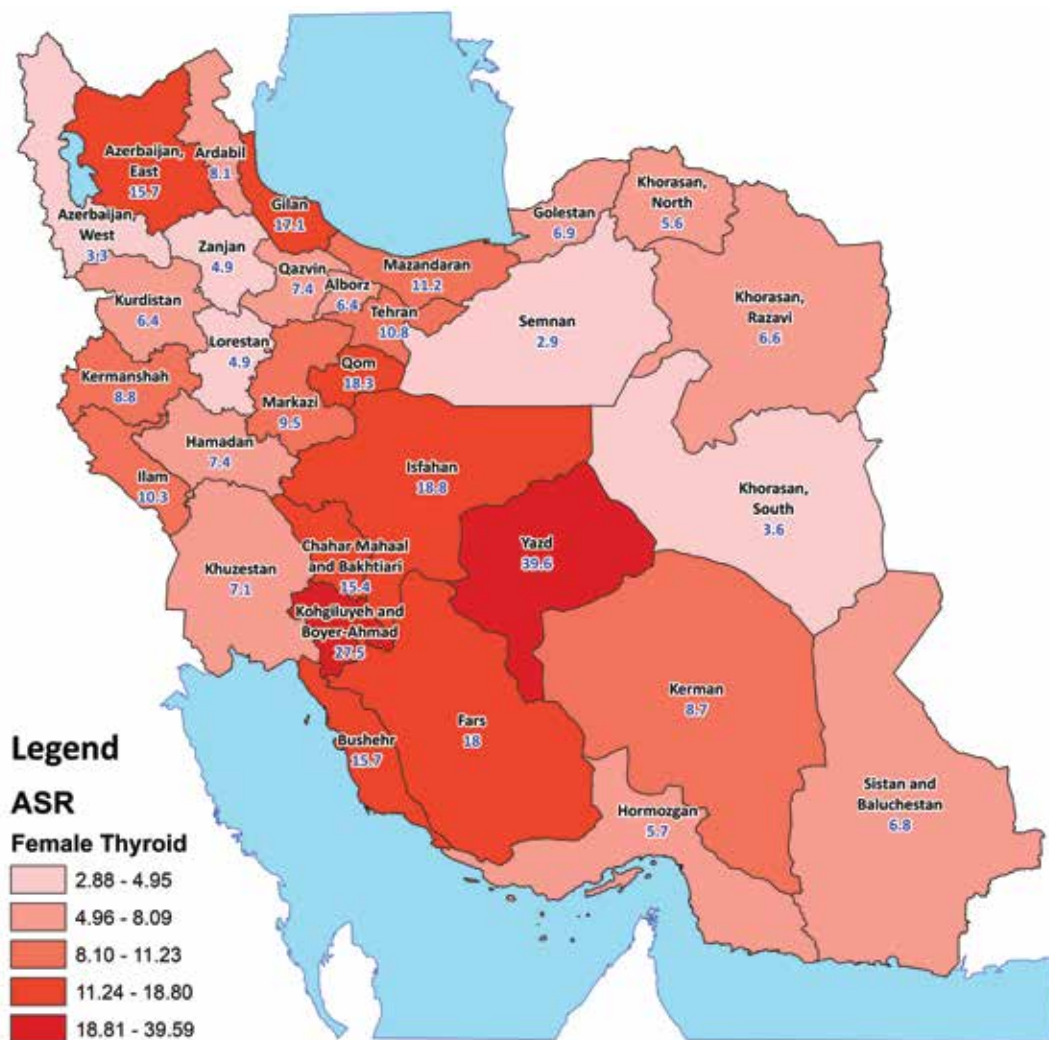 Azerbaijan,
East
15.7
Ardabil
8.1
Gilan
17.1
Azerbaijan,
West
3.3
Zanjan
4.9
Qazvin
7.4
Alborz
6.4
Mazandaran
11.2
Golestan
6.9
Khorasan,
North
5.6
Khorasan,
Razavi
6.6
Kurdistan
6.4
Tehran
10.8
Semnan
2.9
Lorestan
4.9
Qom
18.3
Kermanshah
8.8
Markazi
9.5
Hamadan
7.4
Isfahan
18.8
Ilam
10.3
Khorasan,
South
3.6
Yazd
39.6
Chahar Mahaal
and Bakhtiari
15.4
Khuzestan
7.1
Kohgiluyeh and
Boyer-Ahmad
27.5
Kerman
8.7
Fars
18
Bushehr
15.7
Sistan and
Baluchestan
6.8
Hormozgan
5.7
Legend
ASR
Female Thyroid
2.88 - 4.95
4.96 - 8.09
8.10 - 11.23
11.24 - 18.80
18.81 - 39.59